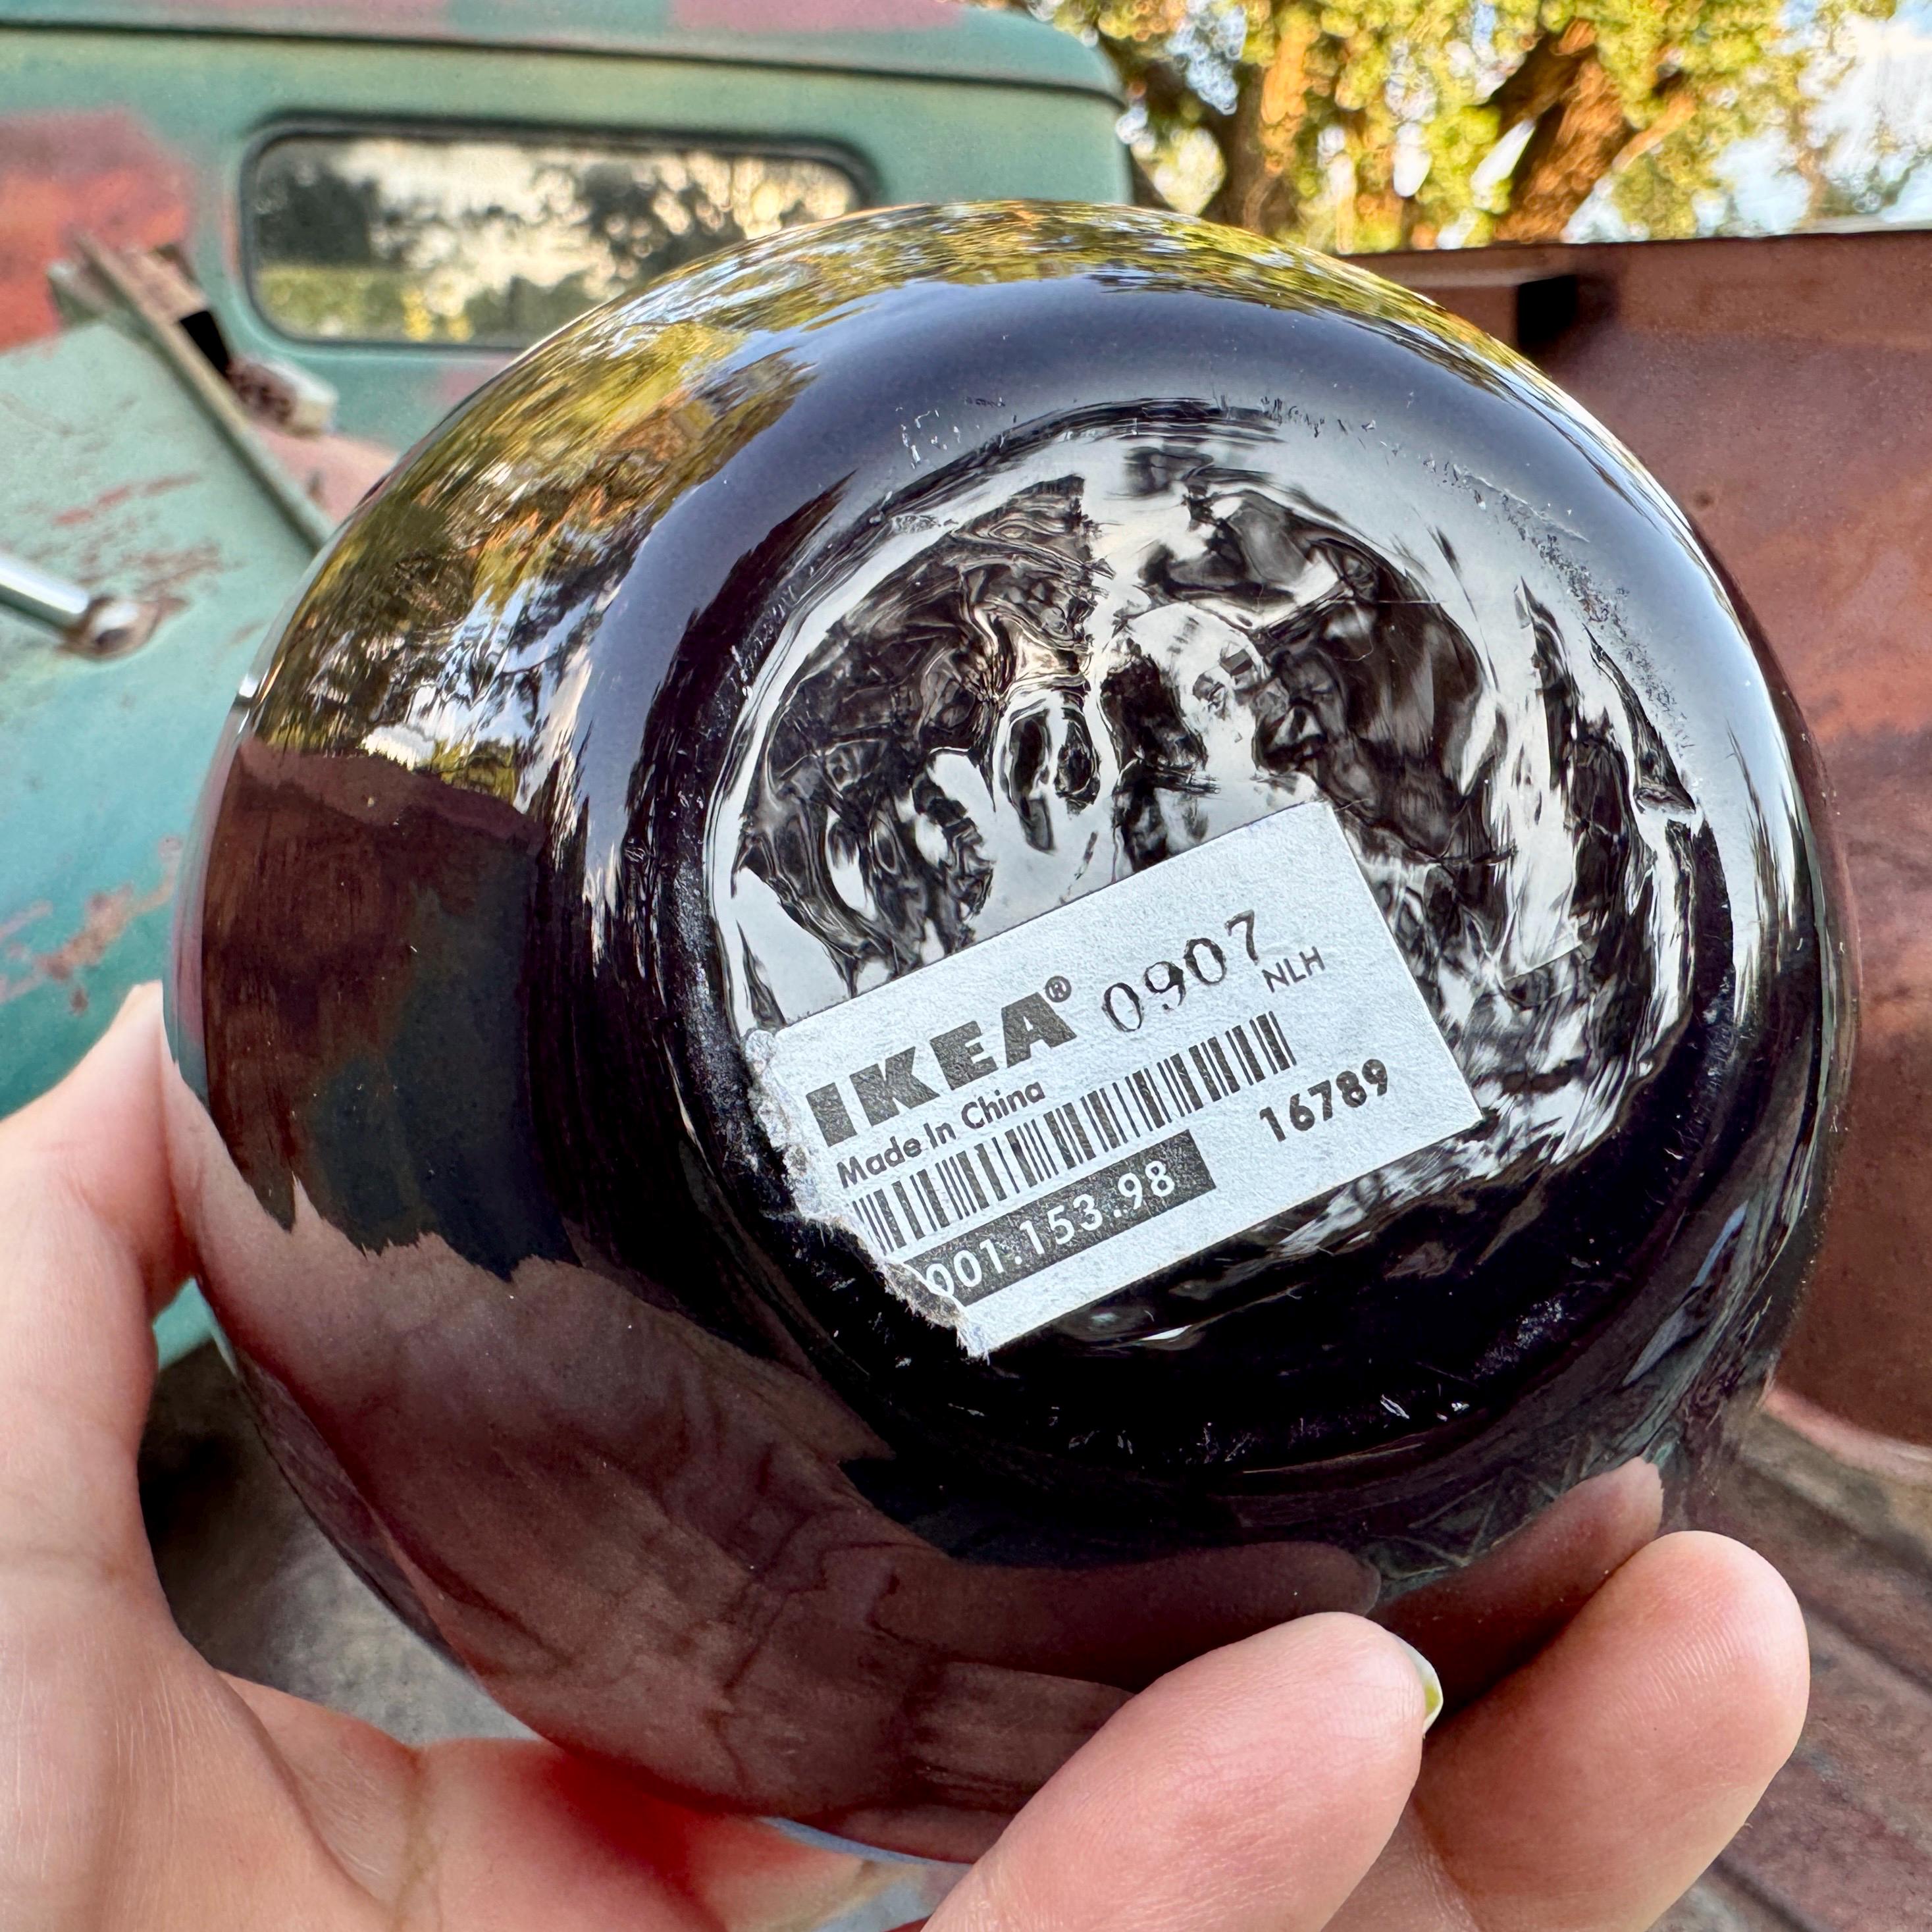 IKEA® 0907
NLH
Made In China
16789
001.153.98